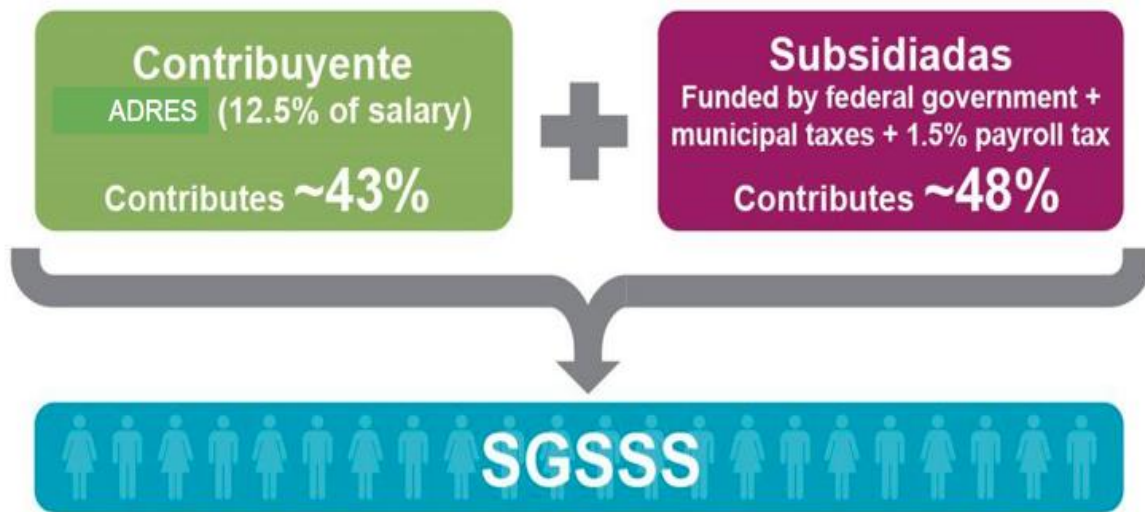 Contribuyente
ADRES (12.5% of salary)
Contributes ~43%
Subsidiadas
Funded by federal government +
municipal taxes + 1.5% payroll tax
Contributes ~48%
SGSSS